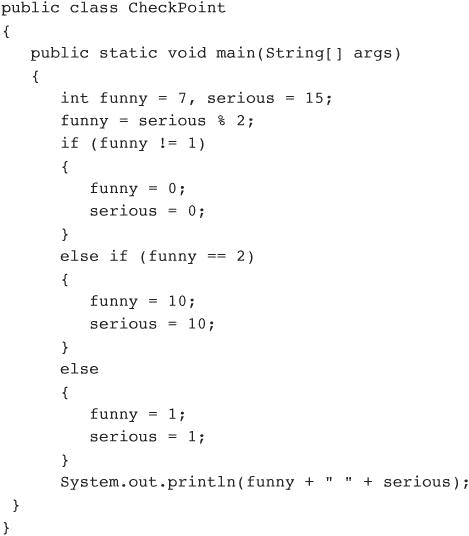 public class CheckPoint
{
   public static void main(String[] args)
   {
      int funny = 7, serious = 15;
      funny = serious % 2;
      if (funny != 1)
      {
         funny = 0;
         serious = 0;
      }
      else if (funny == 2)
      {
         funny = 10;
         serious = 10;
      }
      else
      {
         funny = 1;
         serious = 1;
      }
      System.out.println(funny + " " + serious);
 }
}